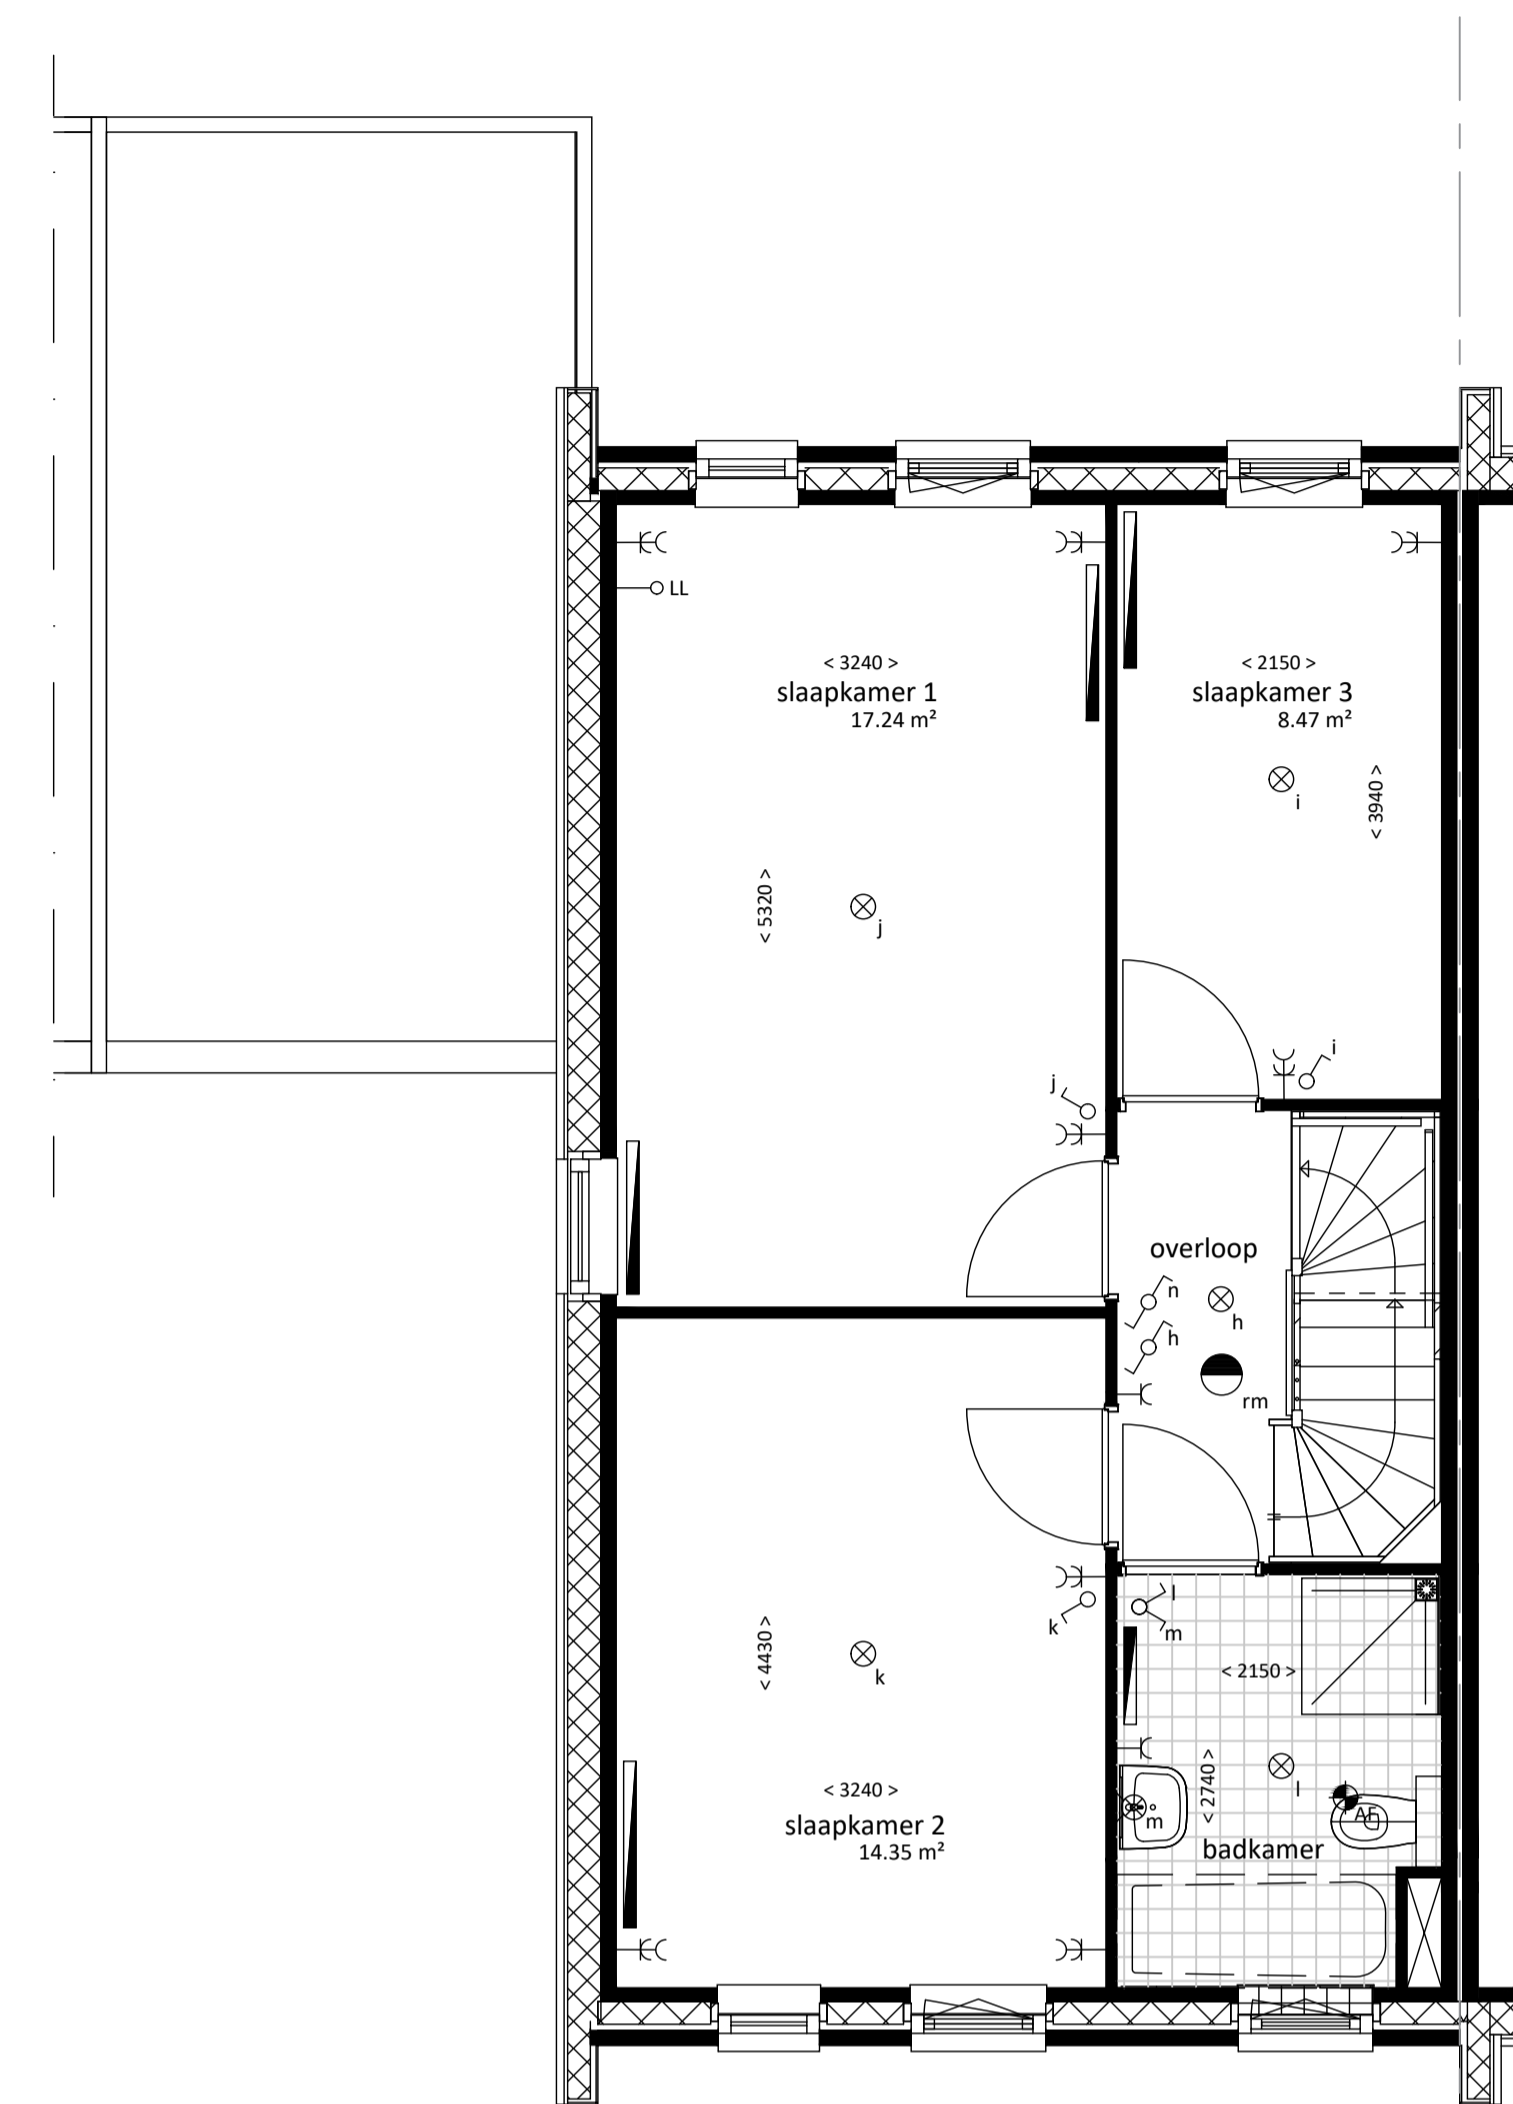 LL
< 3240 >
slaapkamer 1
17.24 m²
< 2150 >
slaapkamer 3
8.47 m²
i
< 3940 >
< 5320 >
j
i
j
overloop
n
h
h
rm
k
l
m
< 4430 >
k
< 2150 >
< 2740 >
l
m
AF
badkamer
< 3240 >
slaapkamer 2
14.35 m²